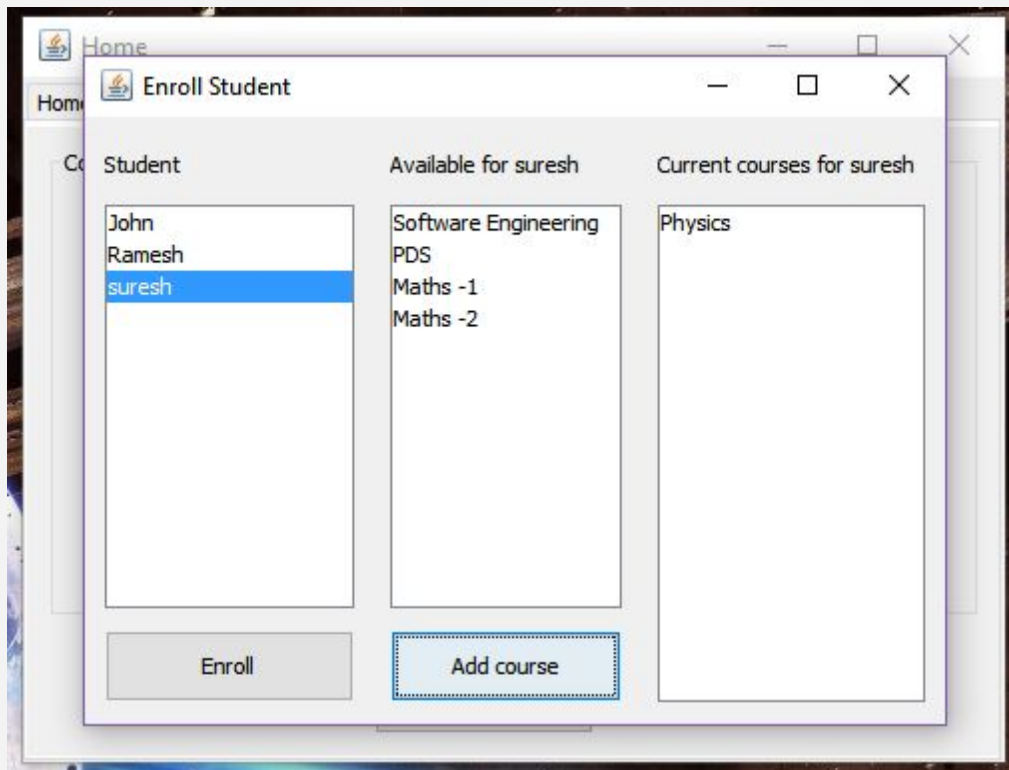 Home
Enroll Student
Student
John
Ramesh
suresh
Enroll
Available for suresh
Software Engineering
PDS
Maths -1
Maths -2
Add course
Current courses for suresh
Physics